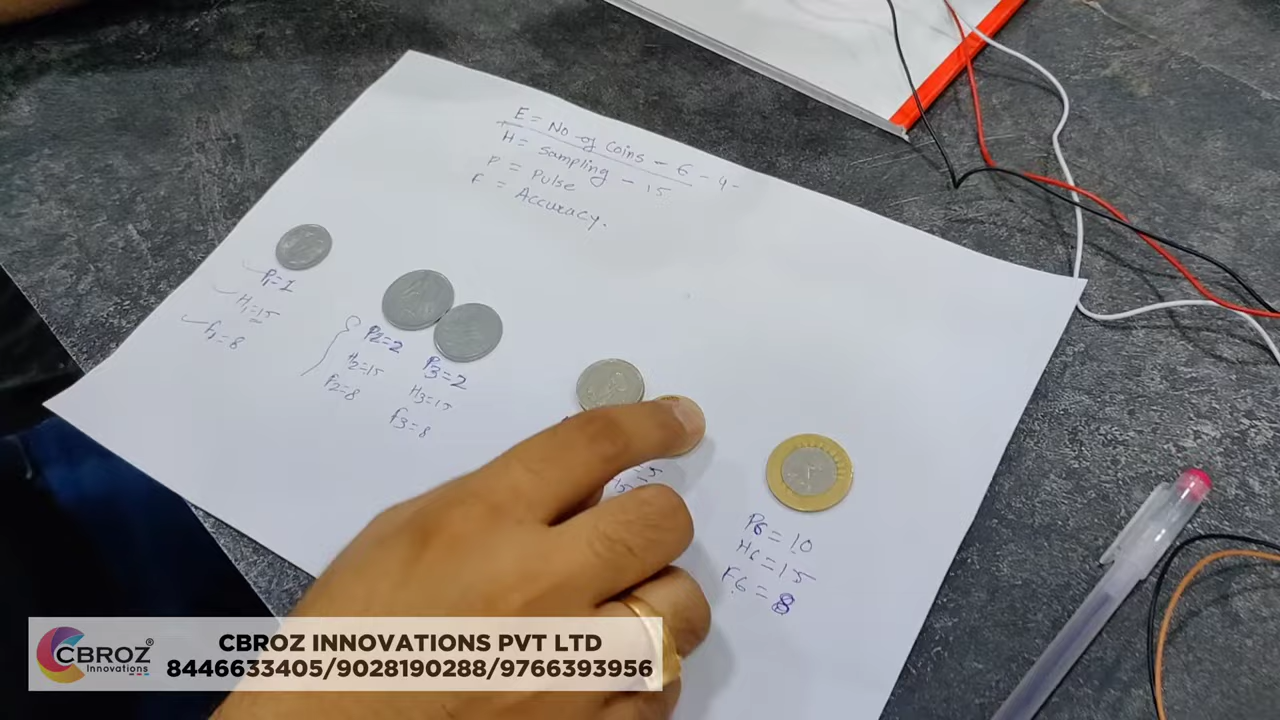 E = No of Coins - 6 - 4 -
H = sampling - 15
P = Pulse
F = Accuracy.
P1=1
H1=15
f1=8
P2=2
H2=15
F2=8
P3=2
H3=15
f3=8
=5
H5
P6=10
H6=15
F6=8
CBROZ®
Innovations
CBROZ INNOVATIONS PVT LTD
8446633405/9028190288/9766393956